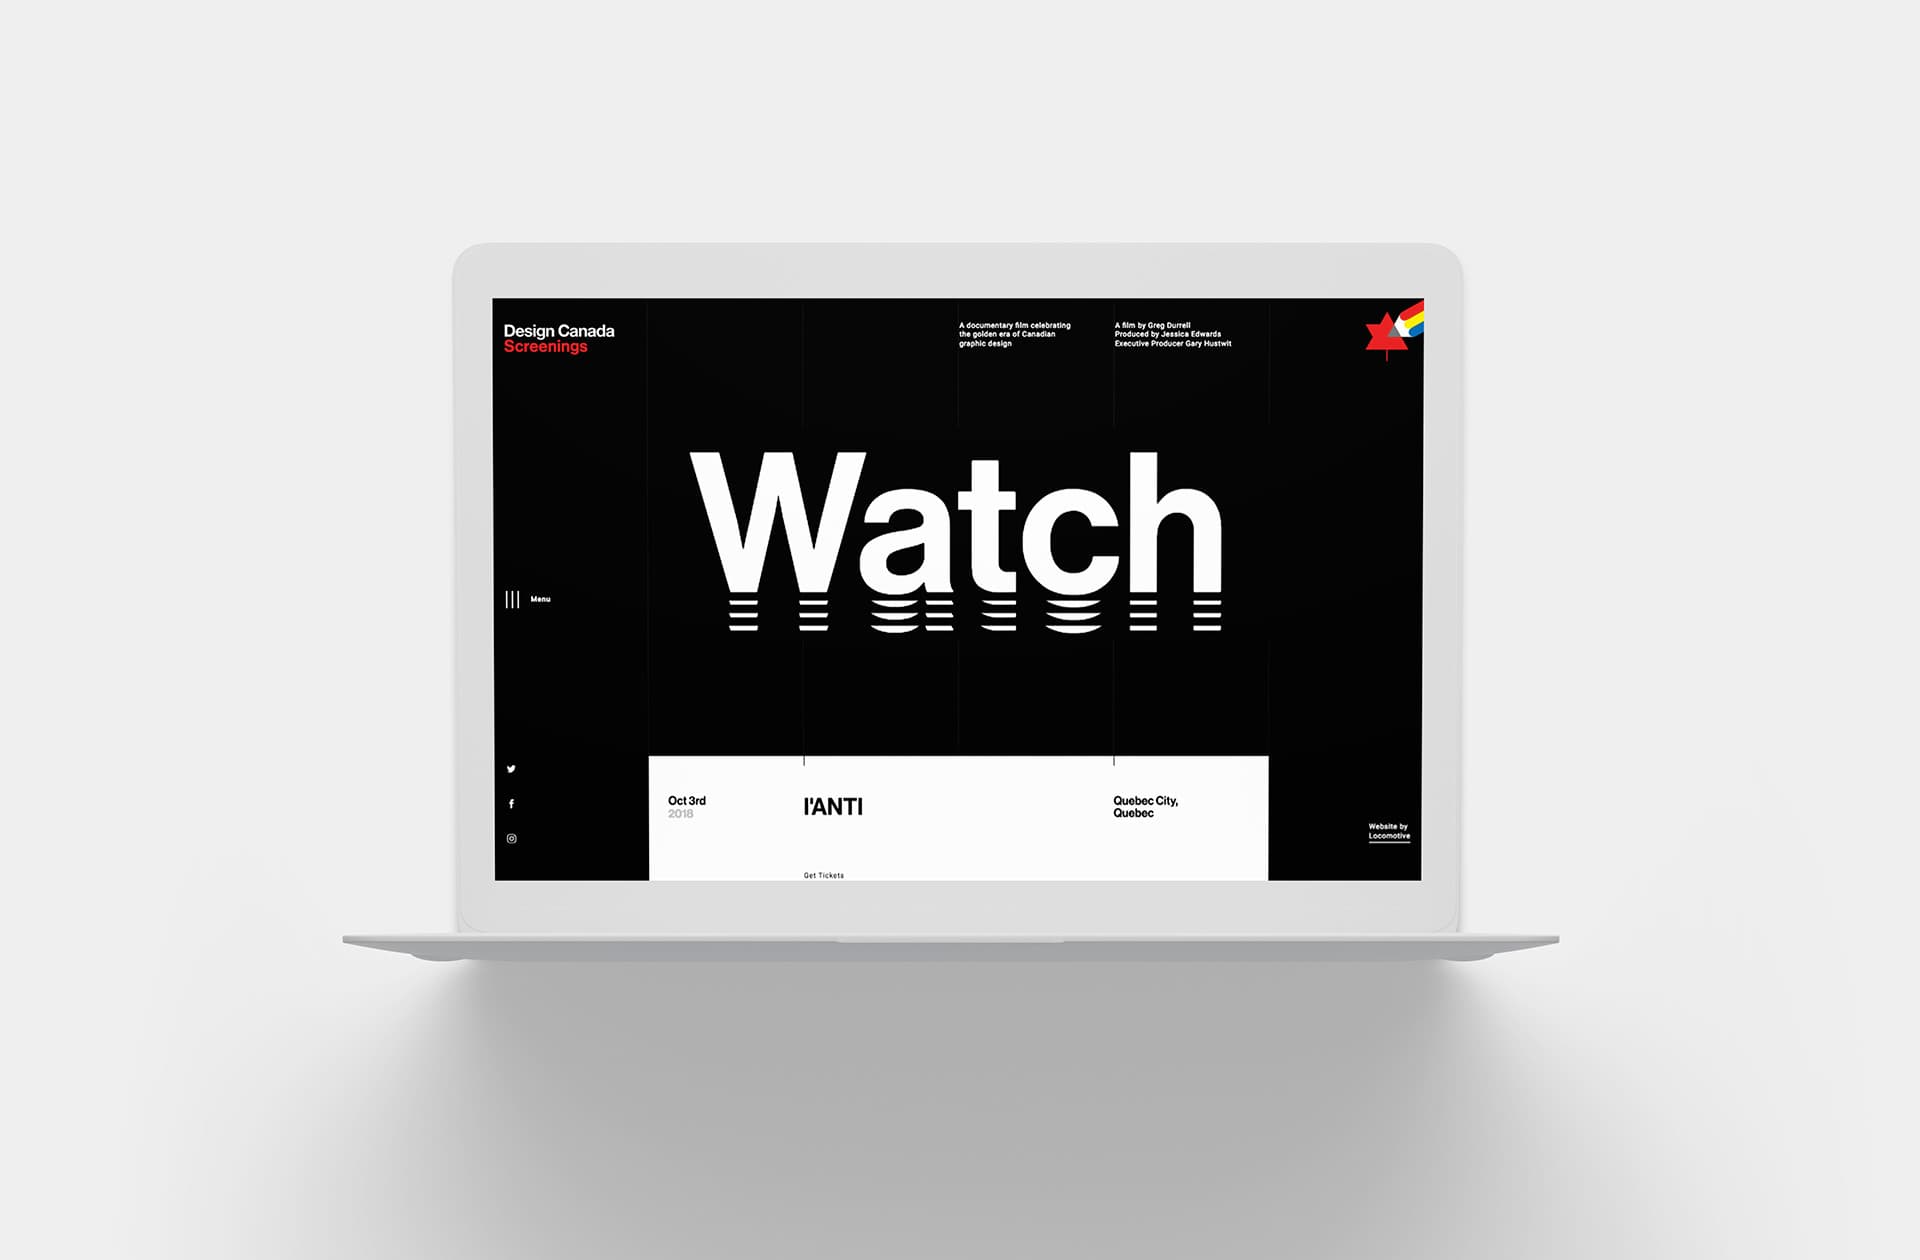 Design Canada
Screenings
A documentary film celebrating
the golden era of Canadian
graphic design
A film by Greg Durrell
Produced by Jessica Edwards
Executive Producer Gary Hustwit
Watch
Menu
Oct 3rd
2018
l'ANTI
Quebec City,
Quebec
Get Tickets
Website by
Locomotive